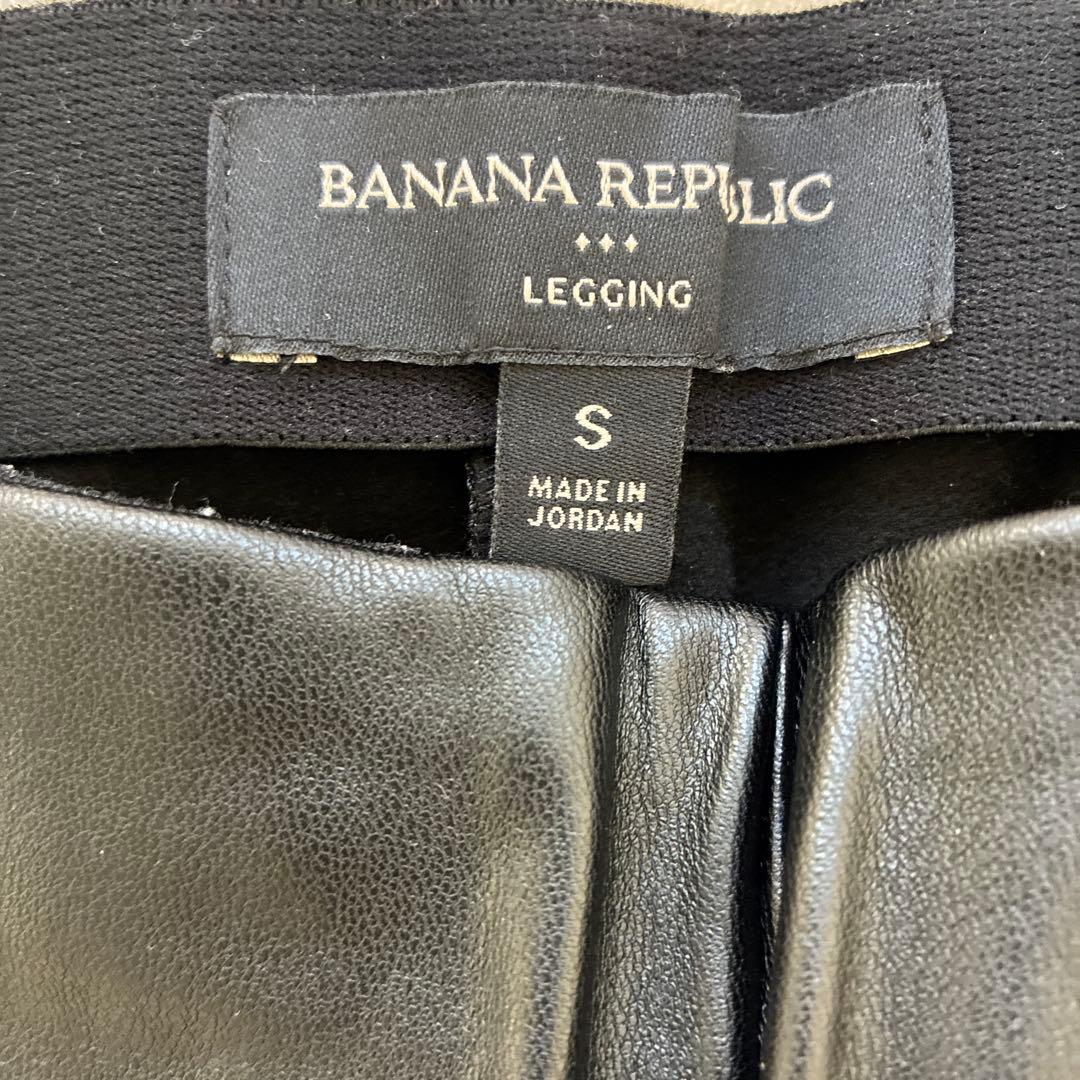 BANANA REPUBLIC
LEGGING
S
MADE IN
JORDAN